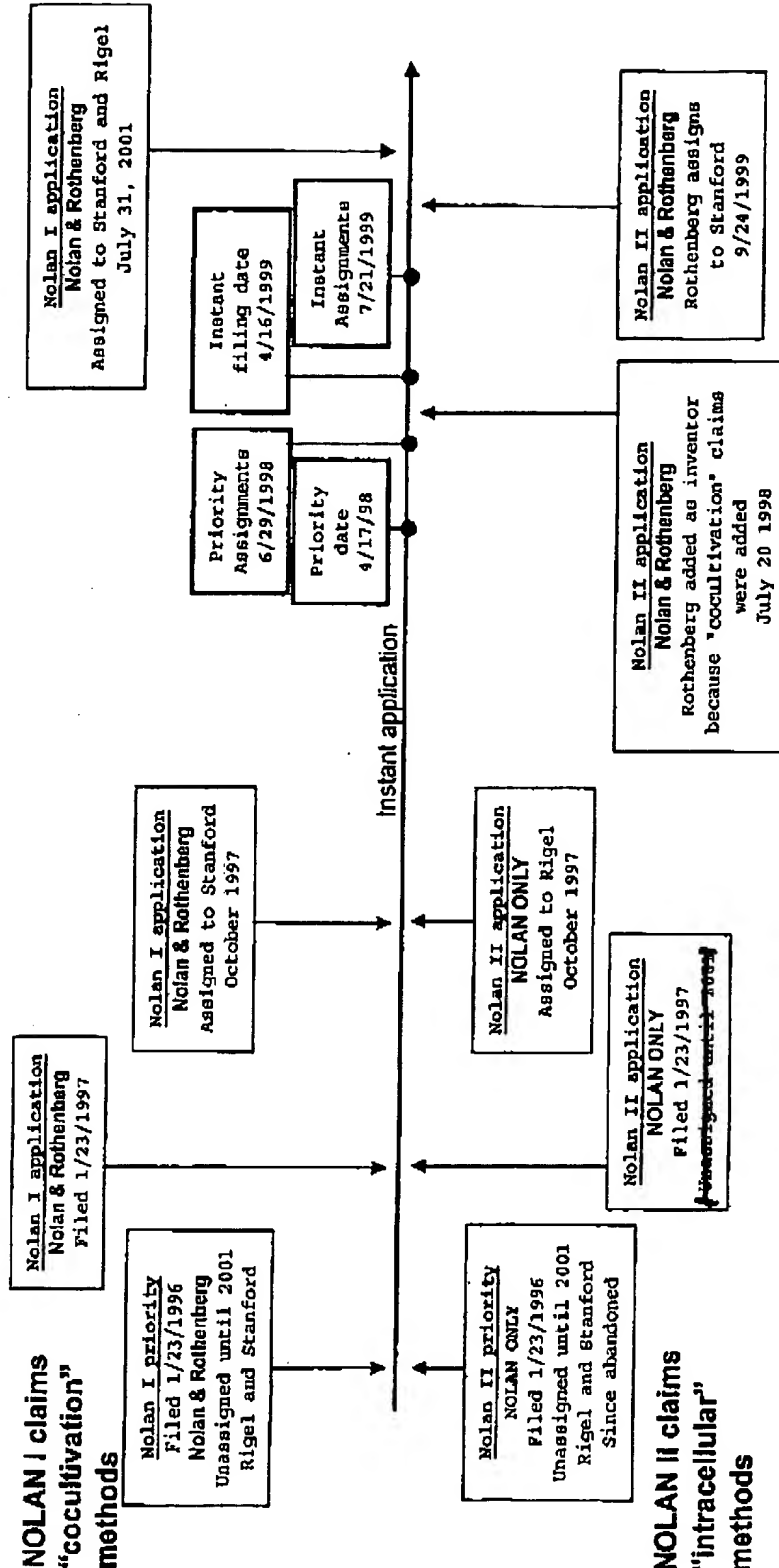 NOLAN I claims
"cocultivation"
methods
Nolan I priority
Filed 1/23/1996
Nolan & Rothenberg
Unassigned until 2001
Rigel and Stanford
Nolan I application
Nolan & Rothenberg
Filed 1/23/1997
Nolan I application
Nolan & Rothenberg
Assigned to Stanford
October 1997
Priority
Assignments
6/29/1998
Priority
date
4/17/98
Instant
filing date
4/16/1999
Instant
Assignments
7/21/1999
Nolan I application
Nolan & Rothenberg
Assigned to Stanford and Rigel
July 31, 2001
Instant application
NOLAN II claims
"intracellular"
methods
Nolan II priority
NOLAN ONLY
Filed 1/23/1996
Unassigned until 2001
Rigel and Stanford
Since abandoned
Nolan II application
NOLAN ONLY
Filed 1/23/1997
Unassigned until
Nolan II application
NOLAN ONLY
Assigned to Rigel
October 1997
Nolan II application
Nolan & Rothenberg
Rothenberg added as inventor
because "cocultivation" claims
were added
July 20 1998
Nolan II application
Nolan & Rothenberg
Rothenberg assigns
to Stanford
9/24/1999